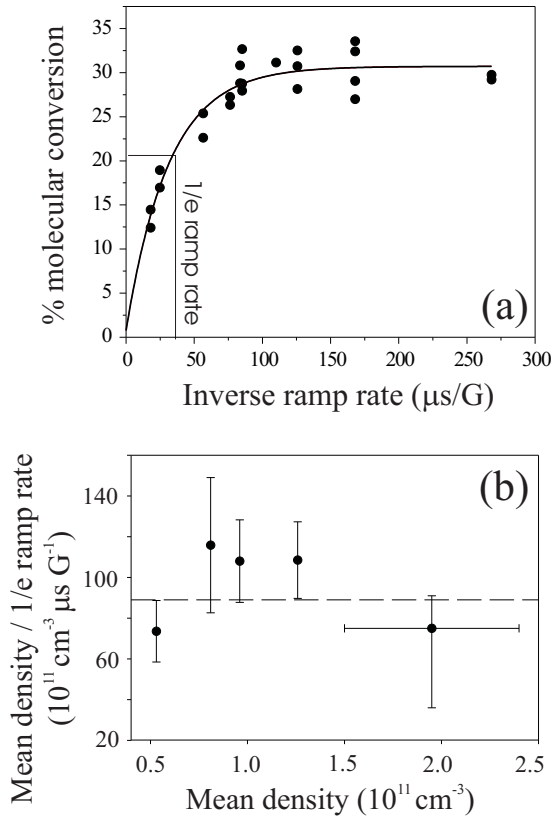 (a)
% molecular conversion
35
30
25
20
15
10
5
0
1/e ramp rate
0 50 100 150 200 250 300
Inverse ramp rate (μs/G)
(b)
Mean density / 1/e ramp rate
(10¹¹ cm⁻³ μs G⁻¹)
140
100
60
20
0.5 1.0 1.5 2.0 2.5
Mean density (10¹¹ cm⁻³)